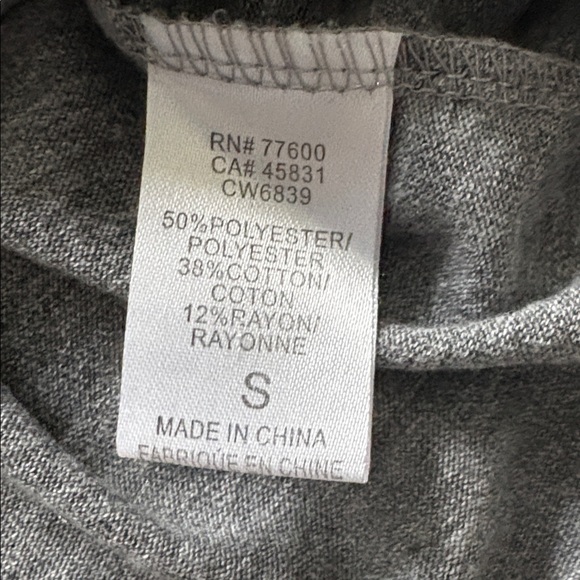 RN# 77600
CA# 45831
CW6839
50%POLYESTER/
POLYESTER
38%COTTON/
COTON
12%RAYON/
RAYONNE
S
MADE IN CHINA
FABRIQUE EN CHINE